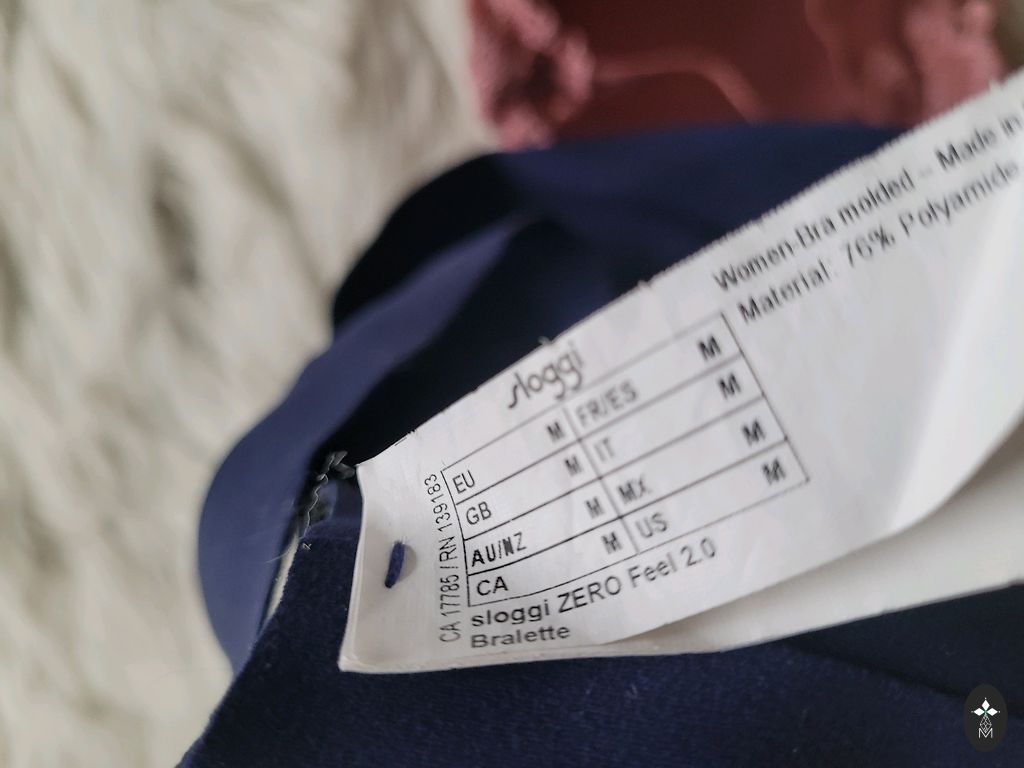 sloggi
EU M FR/ES M
GB M IT M
AU/NZ M MX M
CA M US M
CA 17785 / RN 139183
sloggi ZERO Feel 2.0
Bralette
Women-Bra molded – Made in
Material: 76% Polyamide
M